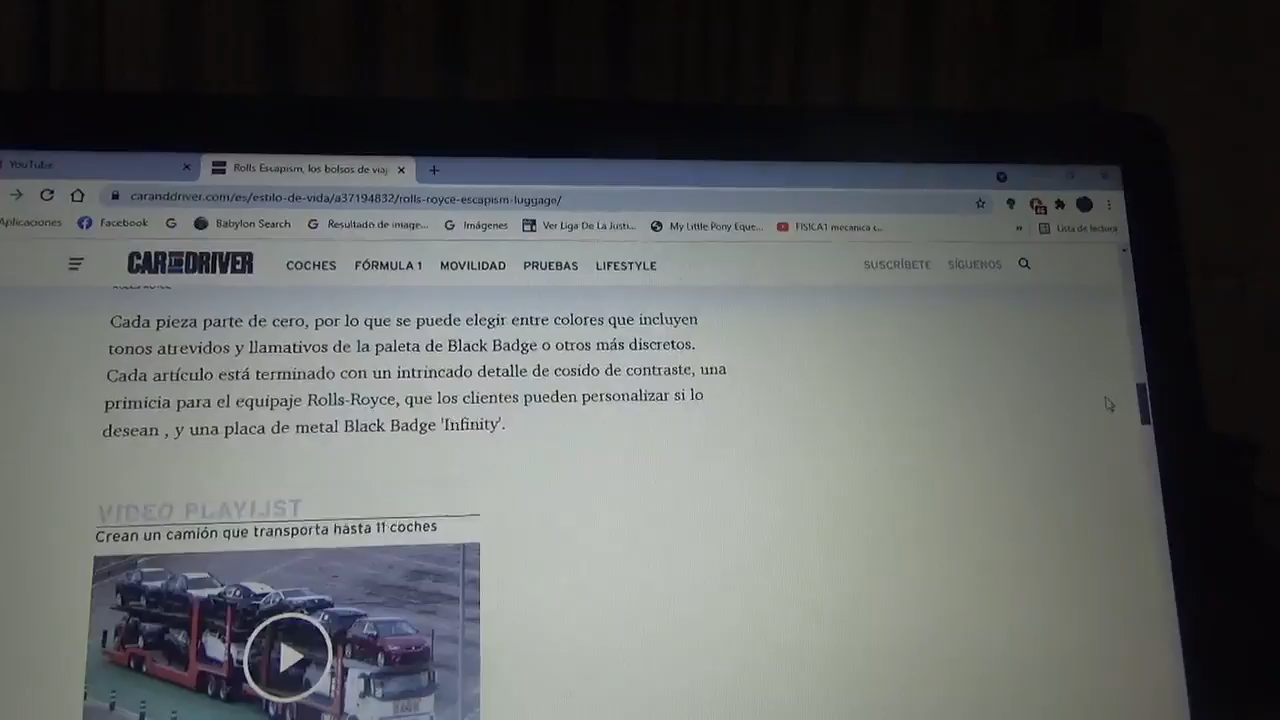 YouTube
Rolls Escapism, los bolsos de viaj
caranddriver.com/es/estilo-de-vida/a37194832/rolls-royce-escapism-luggage/
Aplicaciones Facebook Babylon Search Resultado de image... Imágenes Ver Liga De La Justi... My Little Pony Eque... FISICA1 mecanica c... » Lista de lectura
CAR AND DRIVER COCHES FÓRMULA 1 MOVILIDAD PRUEBAS LIFESTYLE SUSCRÍBETE SÍGUENOS
Cada pieza parte de cero, por lo que se puede elegir entre colores que incluyen
tonos atrevidos y llamativos de la paleta de Black Badge o otros más discretos.
Cada artículo está terminado con un intrincado detalle de cosido de contraste, una
primicia para el equipaje Rolls-Royce, que los clientes pueden personalizar si lo
desean , y una placa de metal Black Badge 'Infinity'.
VIDEO PLAYLIST
Crean un camión que transporta hasta 11 coches